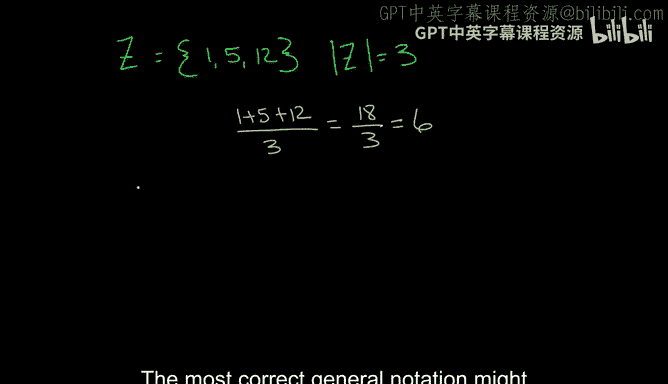 GPT中英字幕课程资源@bilibili.com
GPT中英字幕课程资源 bilibili
Z = {1, 5, 12} |Z| = 3
(1+5+12)/3 = 18/3 = 6
The most correct general notation might